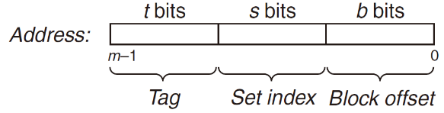 t bits s bits b bits
Address:
m–1 0
Tag Set index Block offset